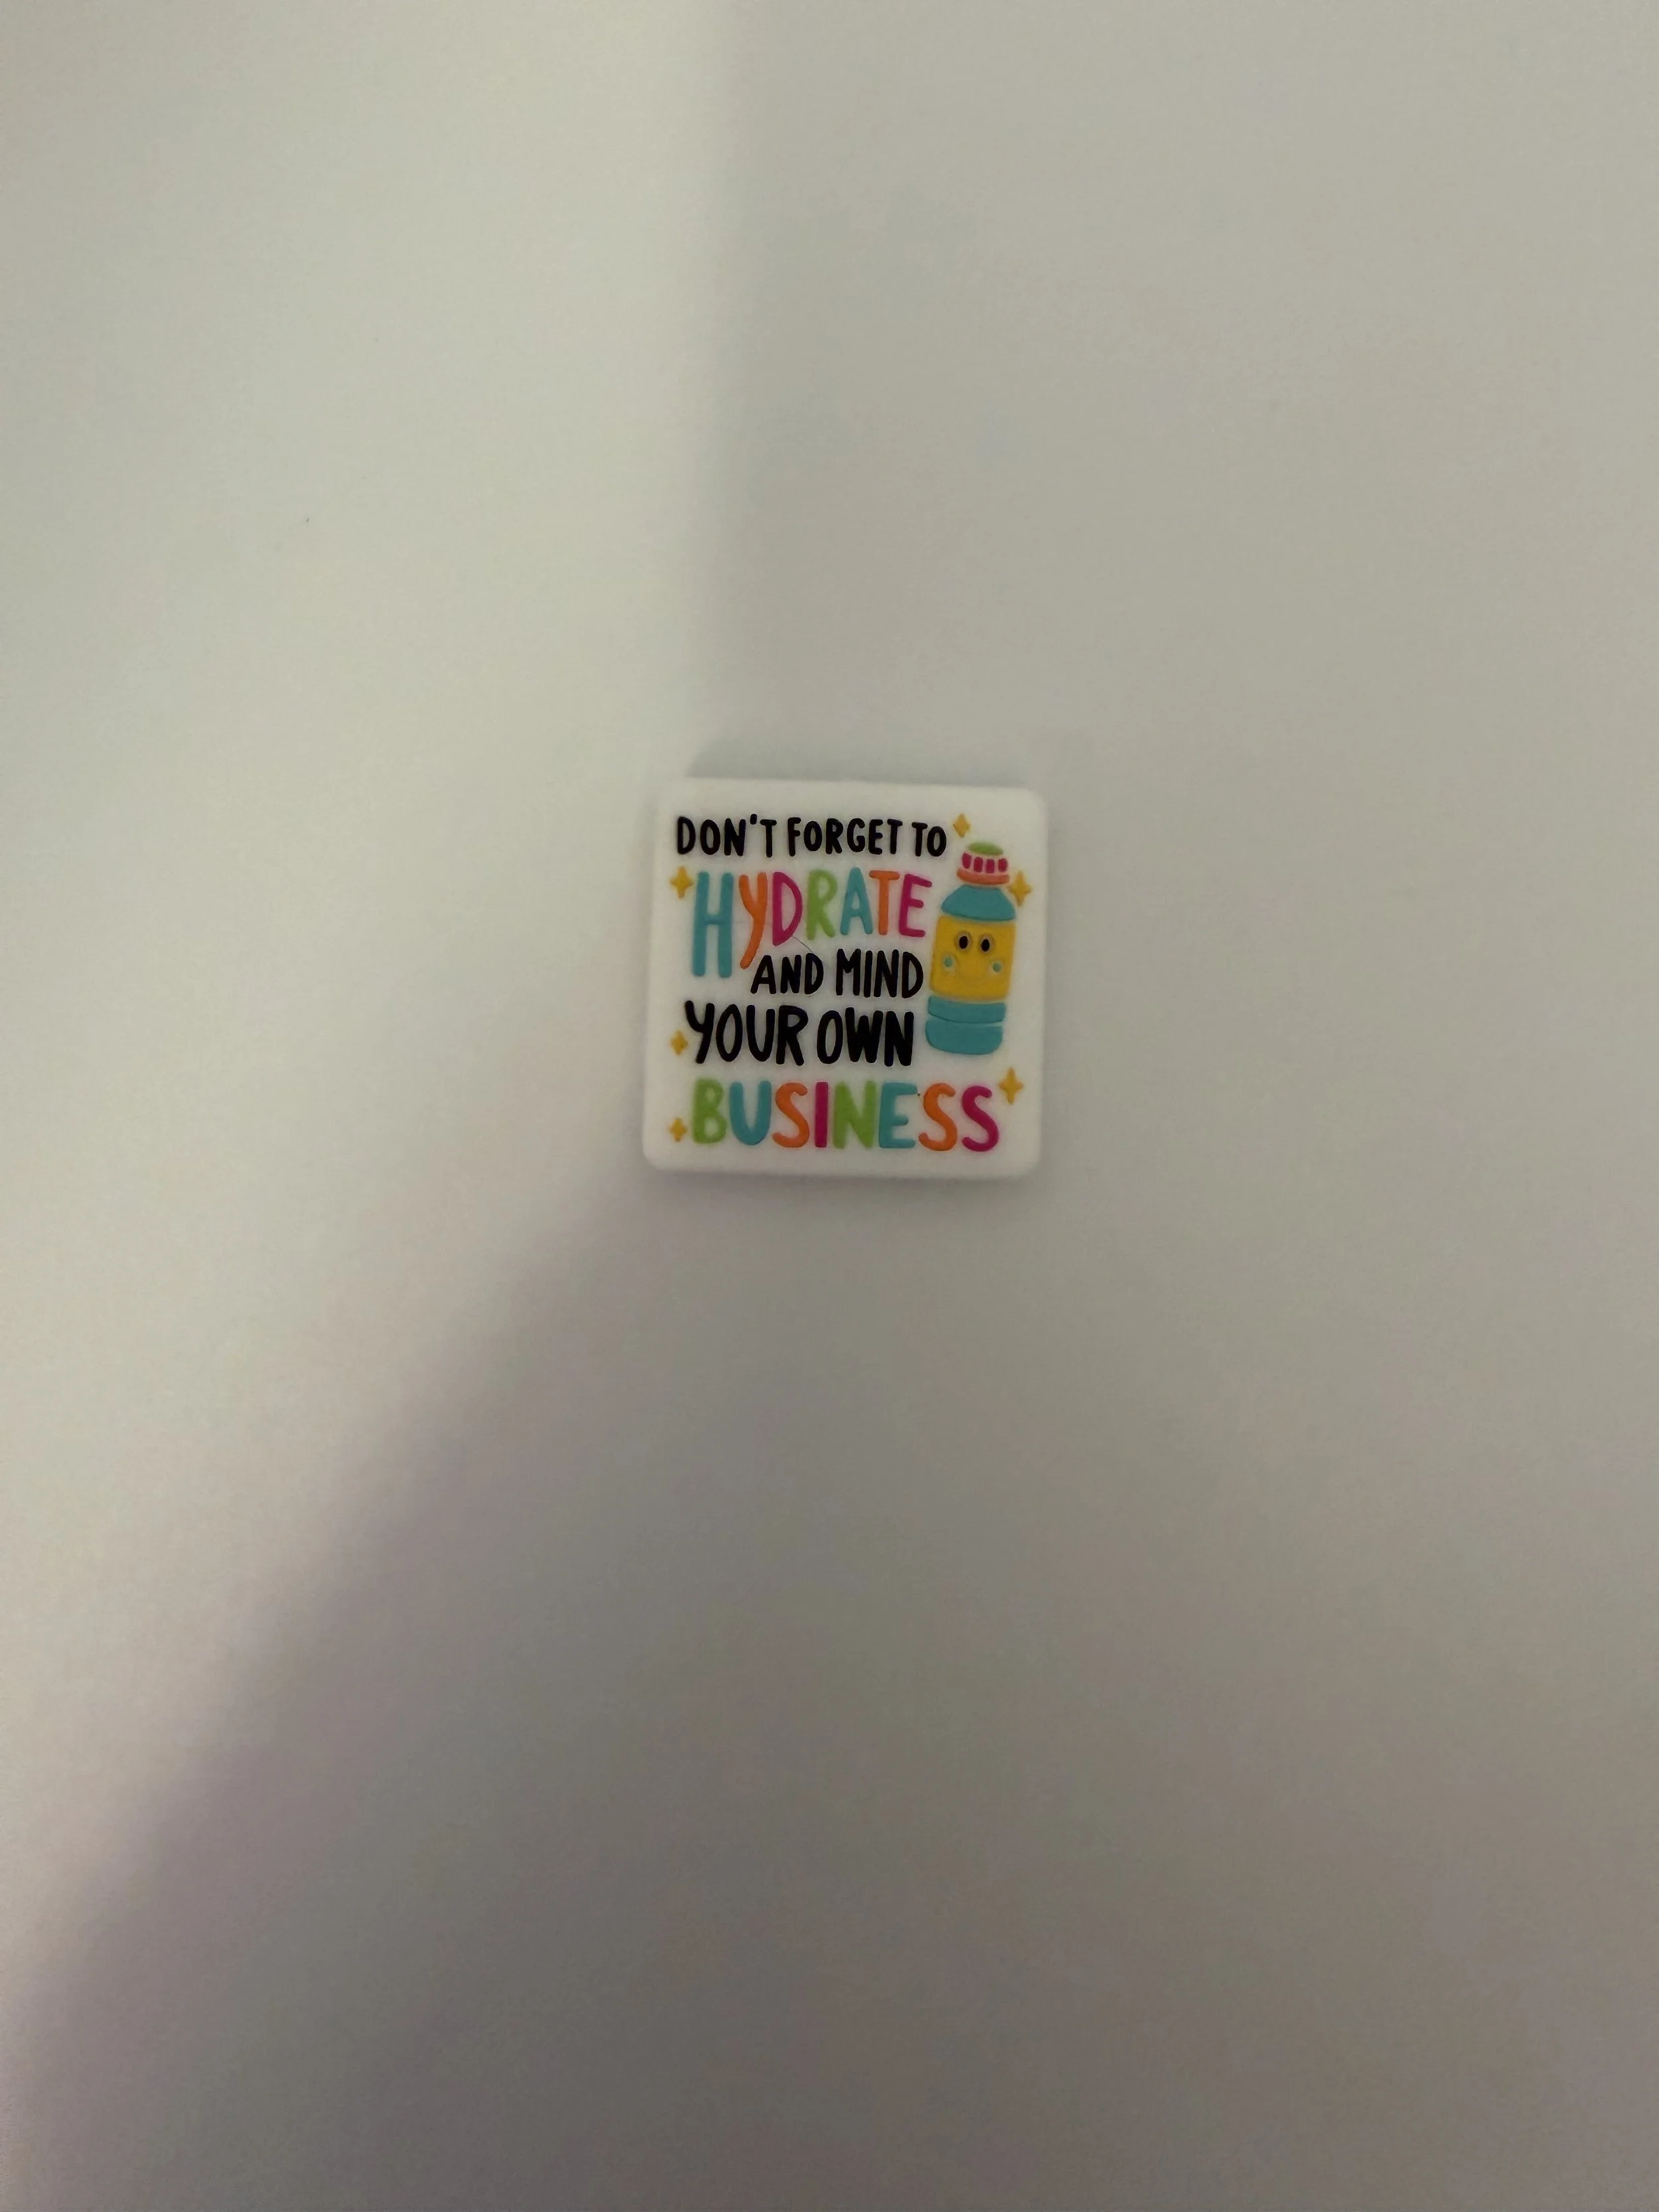 DON'T FORGET TO
HYDRATE
AND MIND
YOUR OWN
BUSINESS